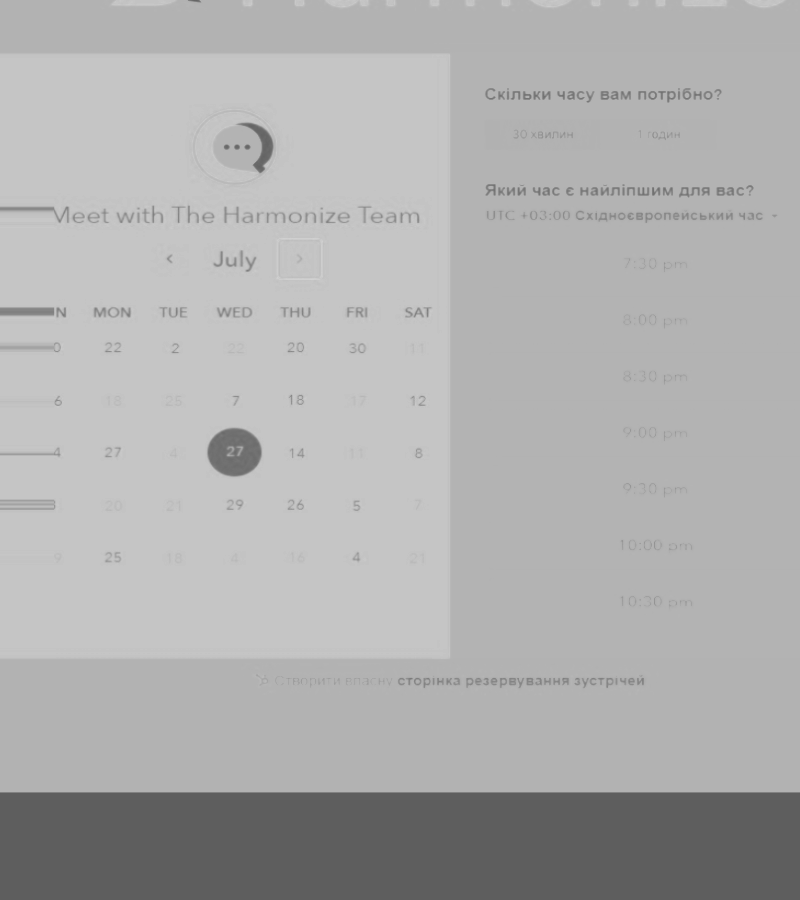 Meet with The Harmonize Team
July
N MON TUE WED THU FRI SAT
0 22 2 22 20 30 11
6 18 25 7 18 17 12
4 27 4 27 14 11 8
20 21 29 26 5 7
9 25 18 4 16 4 21
Скільки часу вам потрібно?
30 хвилин 1 годин
Який час є найліпшим для вас?
UTC +03:00 Східноєвропейський час
7:30 pm
8:00 pm
8:30 pm
9:00 pm
9:30 pm
10:00 pm
10:30 pm
Створити власну сторінка резервування зустрічей